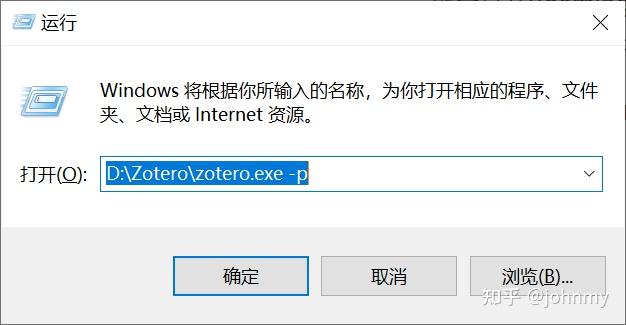 运行
Windows 将根据你所输入的名称，为你打开相应的程序、文件
夹、文档或 Internet 资源。
打开(O): D:\Zotero\zotero.exe -p
确定 取消 浏览(B)...
知乎 @johnmy